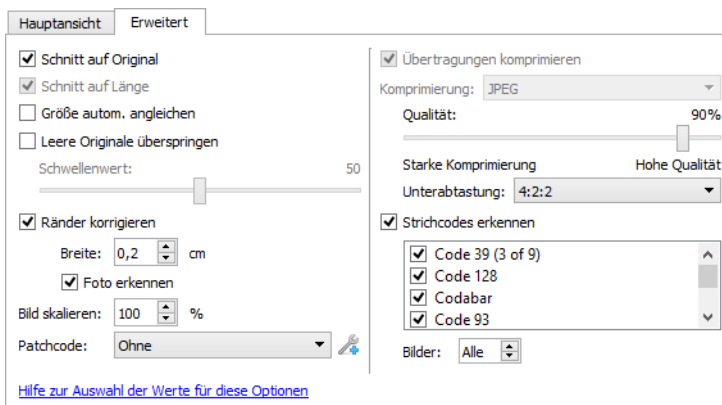 Hauptansicht
Erweitert
Schnitt auf Original
Schnitt auf Länge
Größe autom. angleichen
Leere Originale überspringen
Schwellenwert: 50
Ränder korrigieren
Breite: 0,2 cm
Foto erkennen
Bild skalieren: 100 %
Patchcode: Ohne
Hilfe zur Auswahl der Werte für diese Optionen
Übertragungen komprimieren
Komprimierung: JPEG
Qualität: 90%
Starke Komprimierung Hohe Qualität
Unterabtastung: 4:2:2
Strichcodes erkennen
Code 39 (3 of 9)
Code 128
Codabar
Code 93
Bilder: Alle